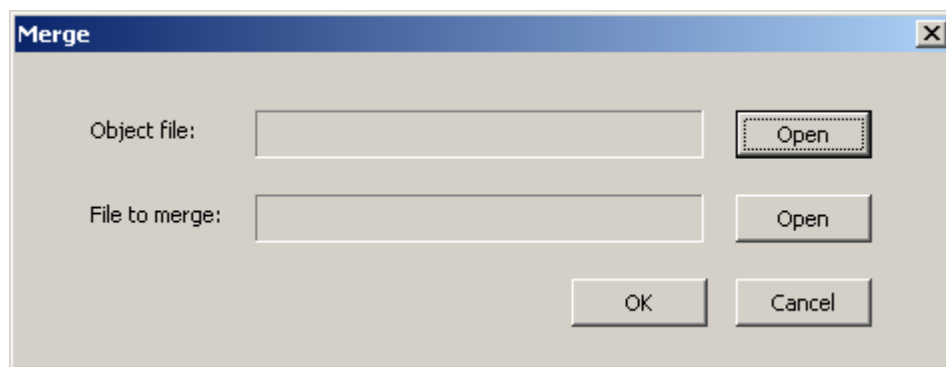 Merge
Object file:
Open
File to merge:
Open
OK
Cancel